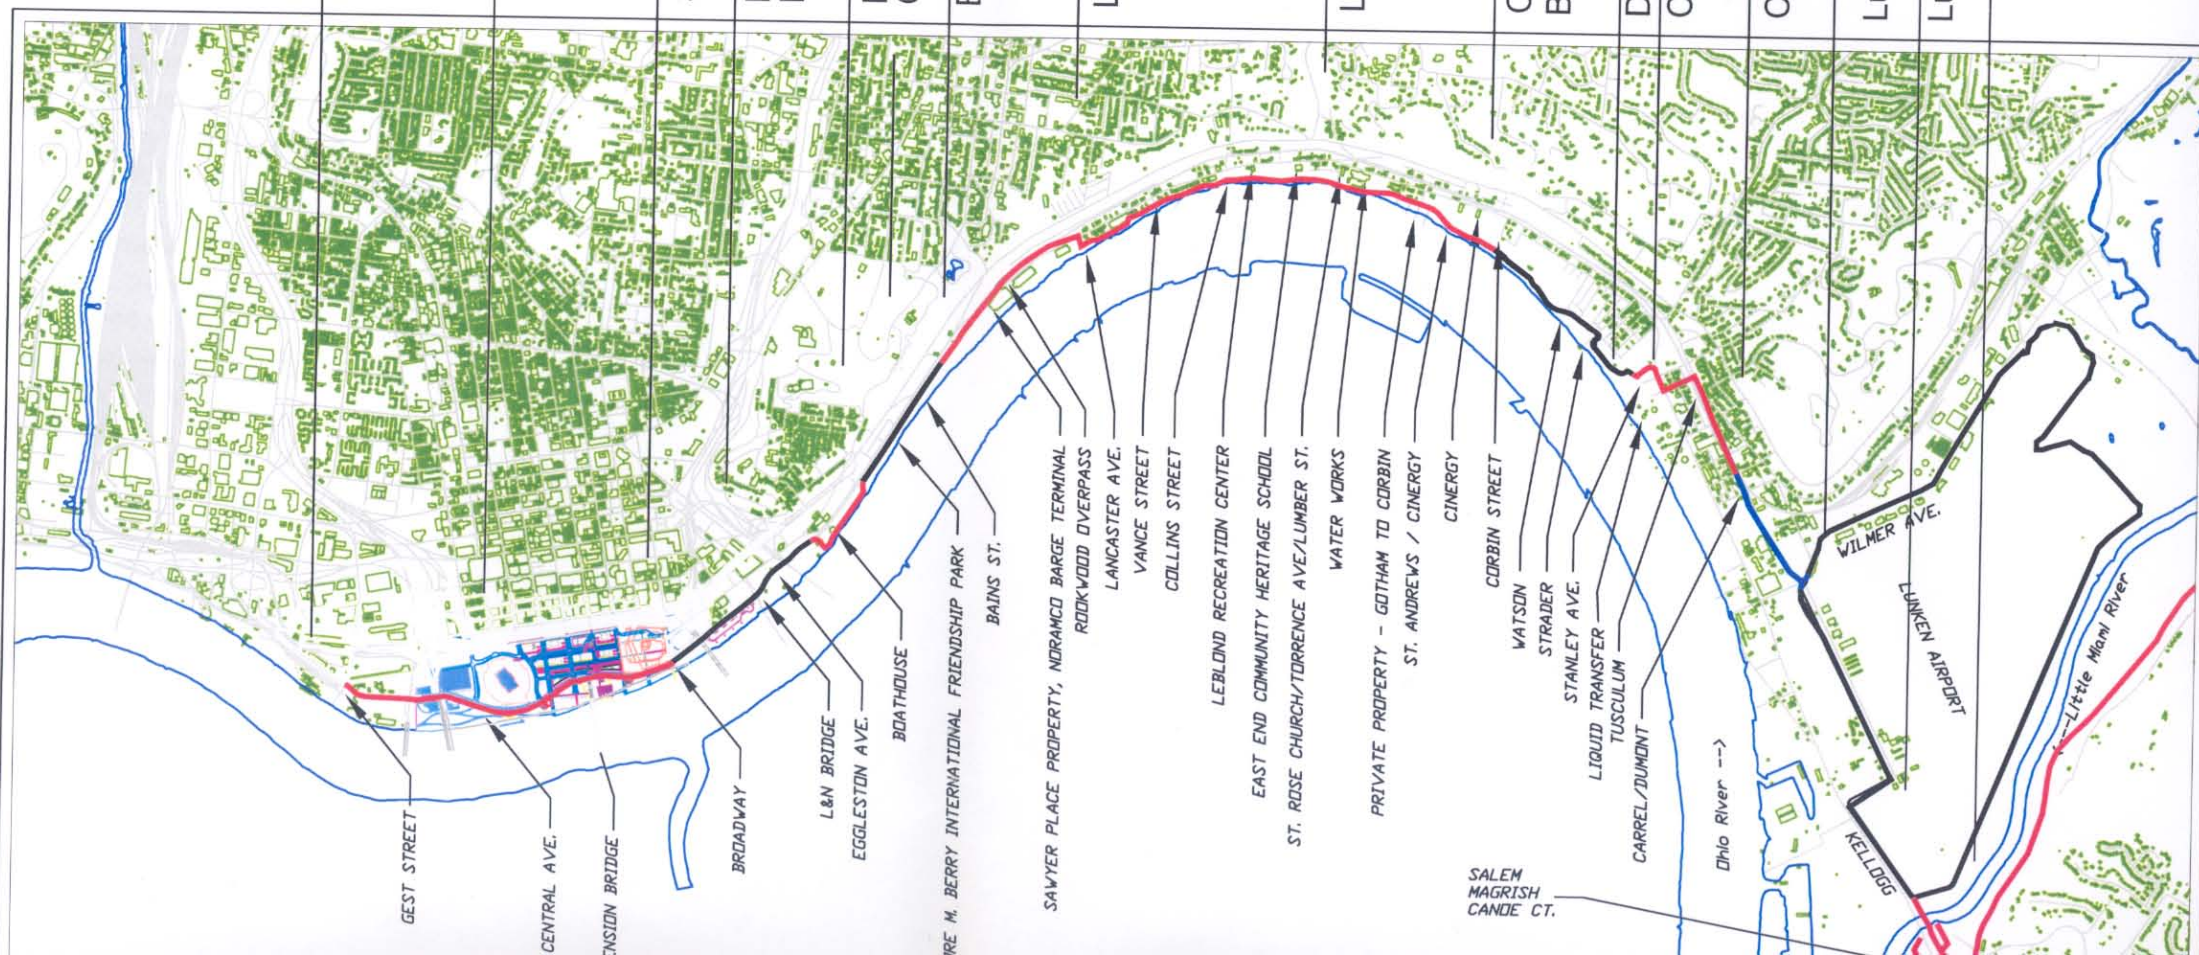 GEST STREET
CENTRAL AVE.
BROADWAY
L&N BRIDGE
EGGLESTON AVE.
BOATHOUSE
M. BERRY INTERNATIONAL FRIENDSHIP PARK
BAINS ST.
SAWYER PLACE PROPERTY, NORAMCO BARGE TERMINAL
ROOKWOOD OVERPASS
LANCASTER AVE.
VANCE STREET
COLLINS STREET
LEBLOND RECREATION CENTER
EAST END COMMUNITY HERITAGE SCHOOL
ST. ROSE CHURCH/TORRENCE AVE/LUMBER ST.
WATER WORKS
PRIVATE PROPERTY - GOTHAM TO CORBIN
ST. ANDREWS / CINERGY
CINERGY
CORBIN STREET
WATSON
STRADER
STANLEY AVE.
LIQUID TRANSFER
TUSCULUM
CARREL/DUMONT
Ohio River -->
SALEM
MAGRISH
CANOE CT.
KELLOGG
WILMER AVE.
LUNKEN AIRPORT
<---Little Miami River